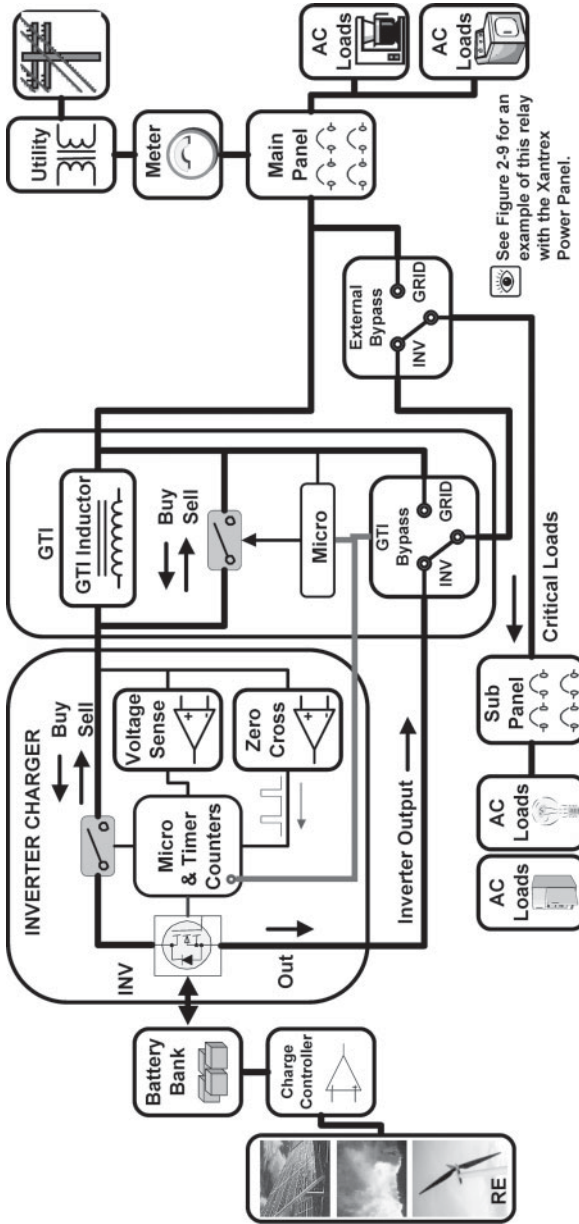 Utility
Meter
Main
Panel
AC
Loads
AC
Loads
See Figure 2-9 for an
example of this relay
with the Xantrex
Power Panel.
External
Bypass
INV
GRID
GTI
GTI Inductor
Buy
Sell
Micro
GTI
Bypass
INV
GRID
INVERTER CHARGER
Buy
Sell
Voltage
Sense
Zero
Cross
Micro
& Timer
Counters
INV
Out
Inverter Output
Critical Loads
Sub
Panel
AC
Loads
AC
Loads
Battery
Bank
Charge
Controller
RE